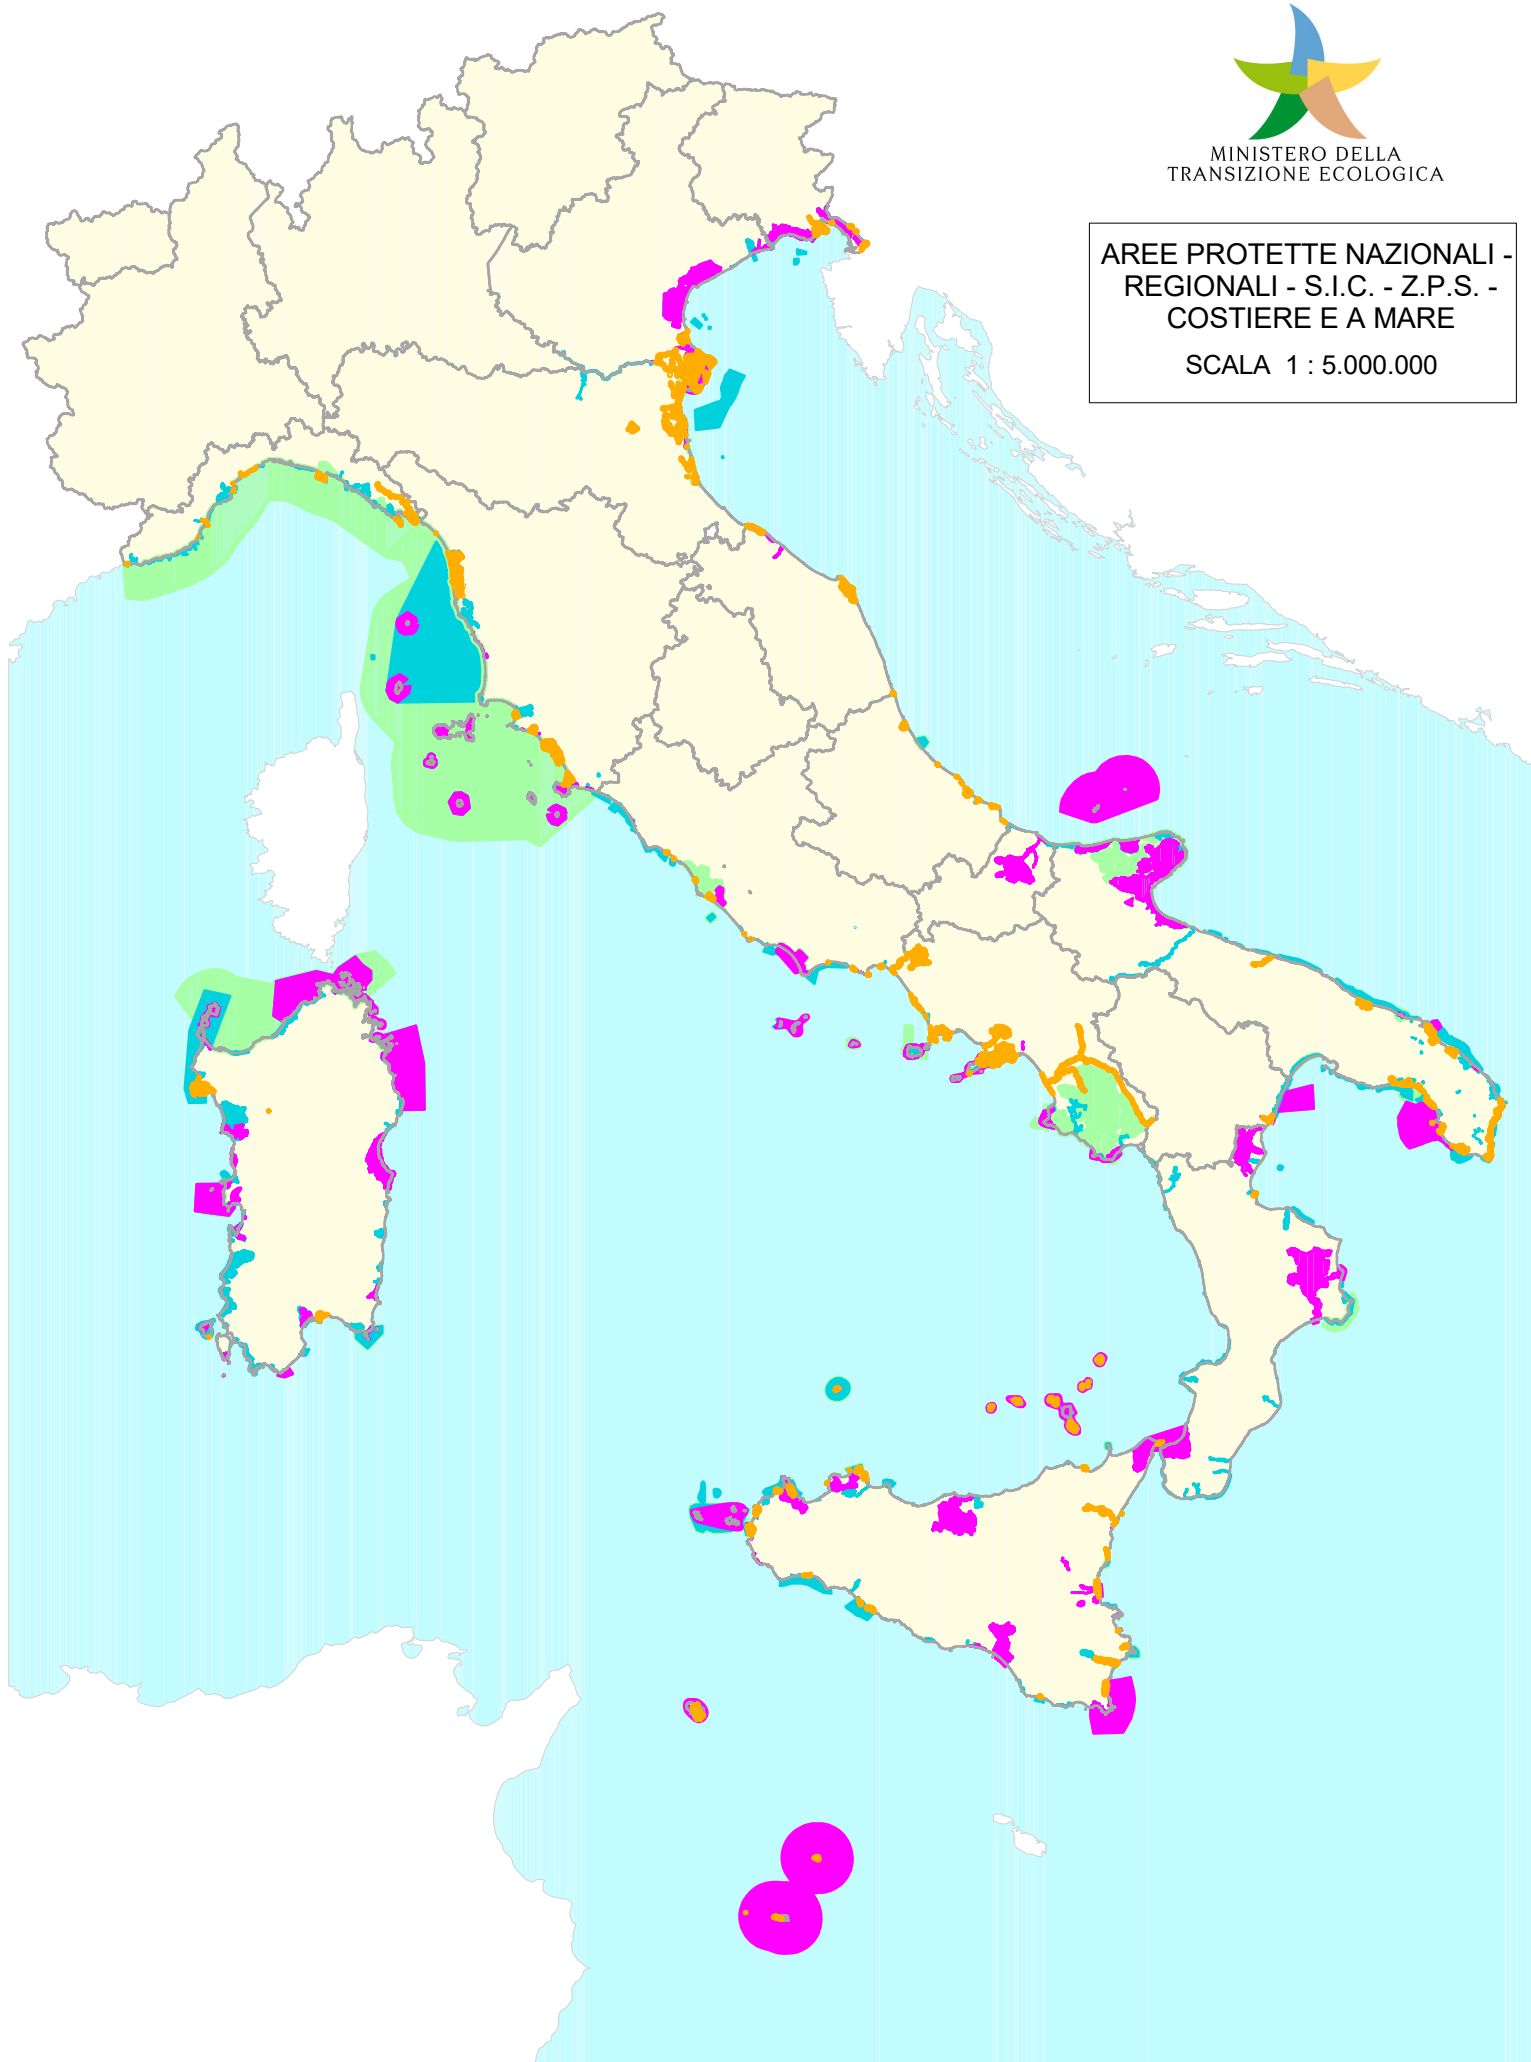 MINISTERO DELLA
TRANSIZIONE ECOLOGICA
AREE PROTETTE NAZIONALI -
REGIONALI - S.I.C. - Z.P.S. -
COSTIERE E A MARE
SCALA 1 : 5.000.000